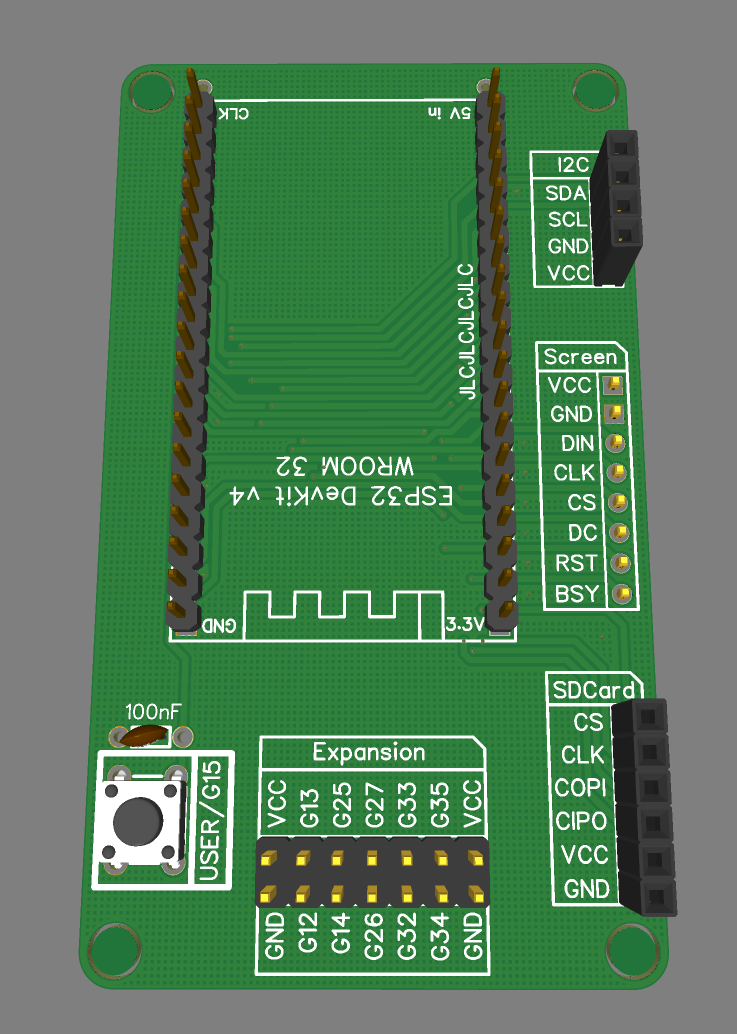 CLK
5V in
I2C
SDA
SCL
GND
VCC
JLCJLCJLCJLC
Screen
VCC
GND
DIN
CLK
CS
DC
RST
BSY
ESP32 DevKit v4
WROOM 32
GND
3.3V
SDCard
CS
CLK
COPI
CIPO
VCC
GND
100nF
USER/G15
Expansion
VCC G13 G25 G27 G33 G35 VCC
GND G12 G14 G26 G32 G34 GND